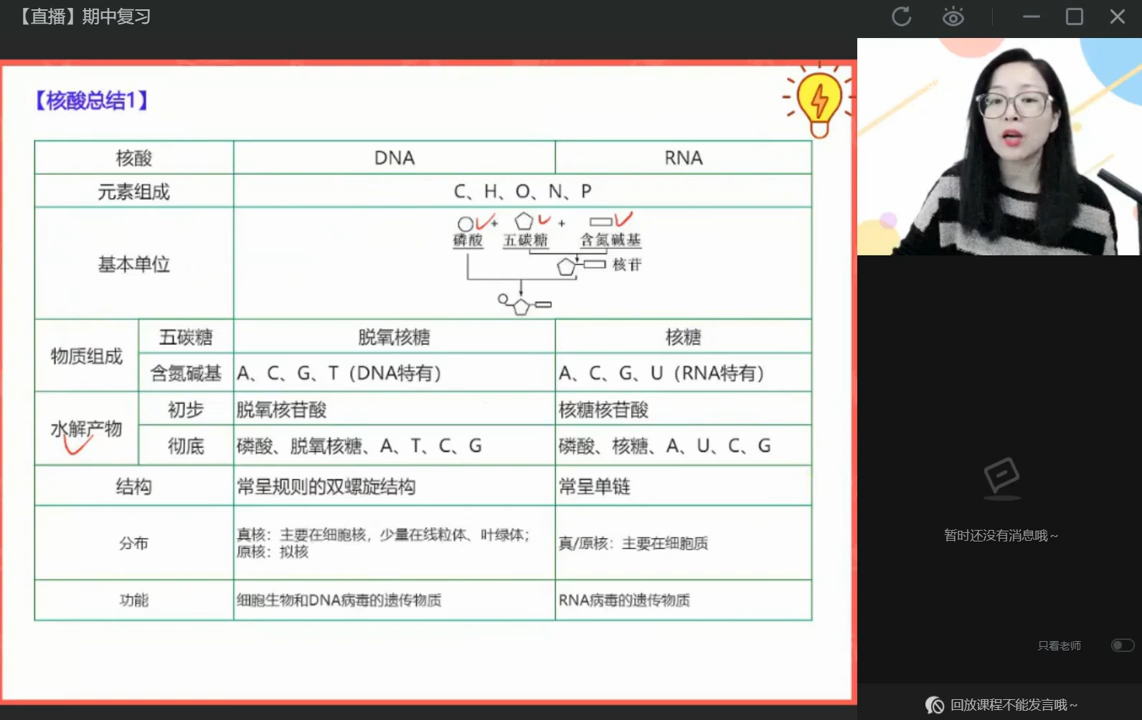 【直播】期中复习
【核酸总结1】
核酸 DNA RNA
元素组成 C、H、O、N、P
基本单位
+ +
磷酸 五碳糖 含氮碱基
核苷
物质组成 五碳糖 脱氧核糖 核糖
含氮碱基 A、C、G、T（DNA特有） A、C、G、U（RNA特有）
水解产物 初步 脱氧核苷酸 核糖核苷酸
彻底 磷酸、脱氧核糖、A、T、C、G 磷酸、核糖、A、U、C、G
结构 常呈规则的双螺旋结构 常呈单链
分布 真核：主要在细胞核，少量在线粒体、叶绿体； 真/原核：主要在细胞质
原核：拟核
功能 细胞生物和DNA病毒的遗传物质 RNA病毒的遗传物质
暂时还没有消息哦～
只看老师
回放课程不能发言哦～